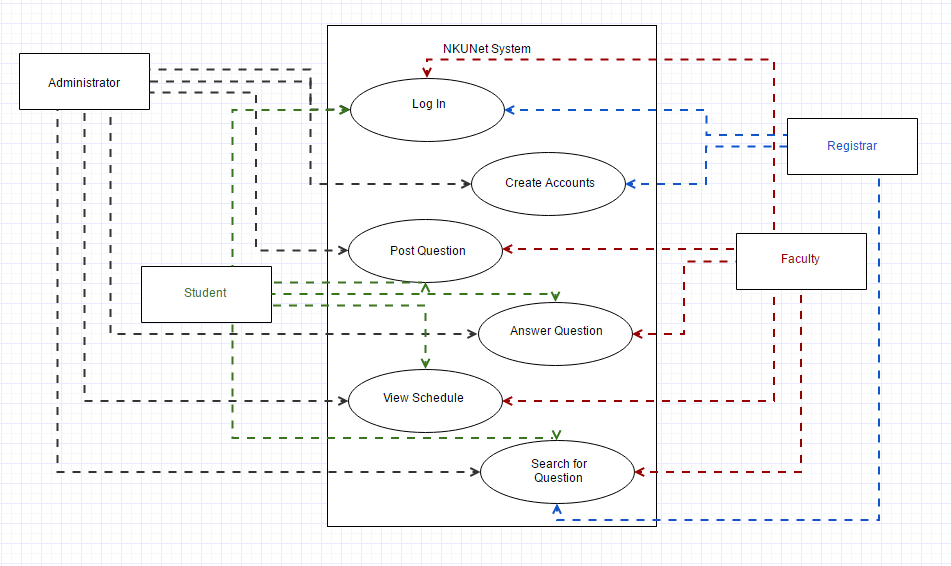 NKUNet System
Administrator
Log In
Registrar
Create Accounts
Post Question
Faculty
Student
Answer Question
View Schedule
Search for
Question